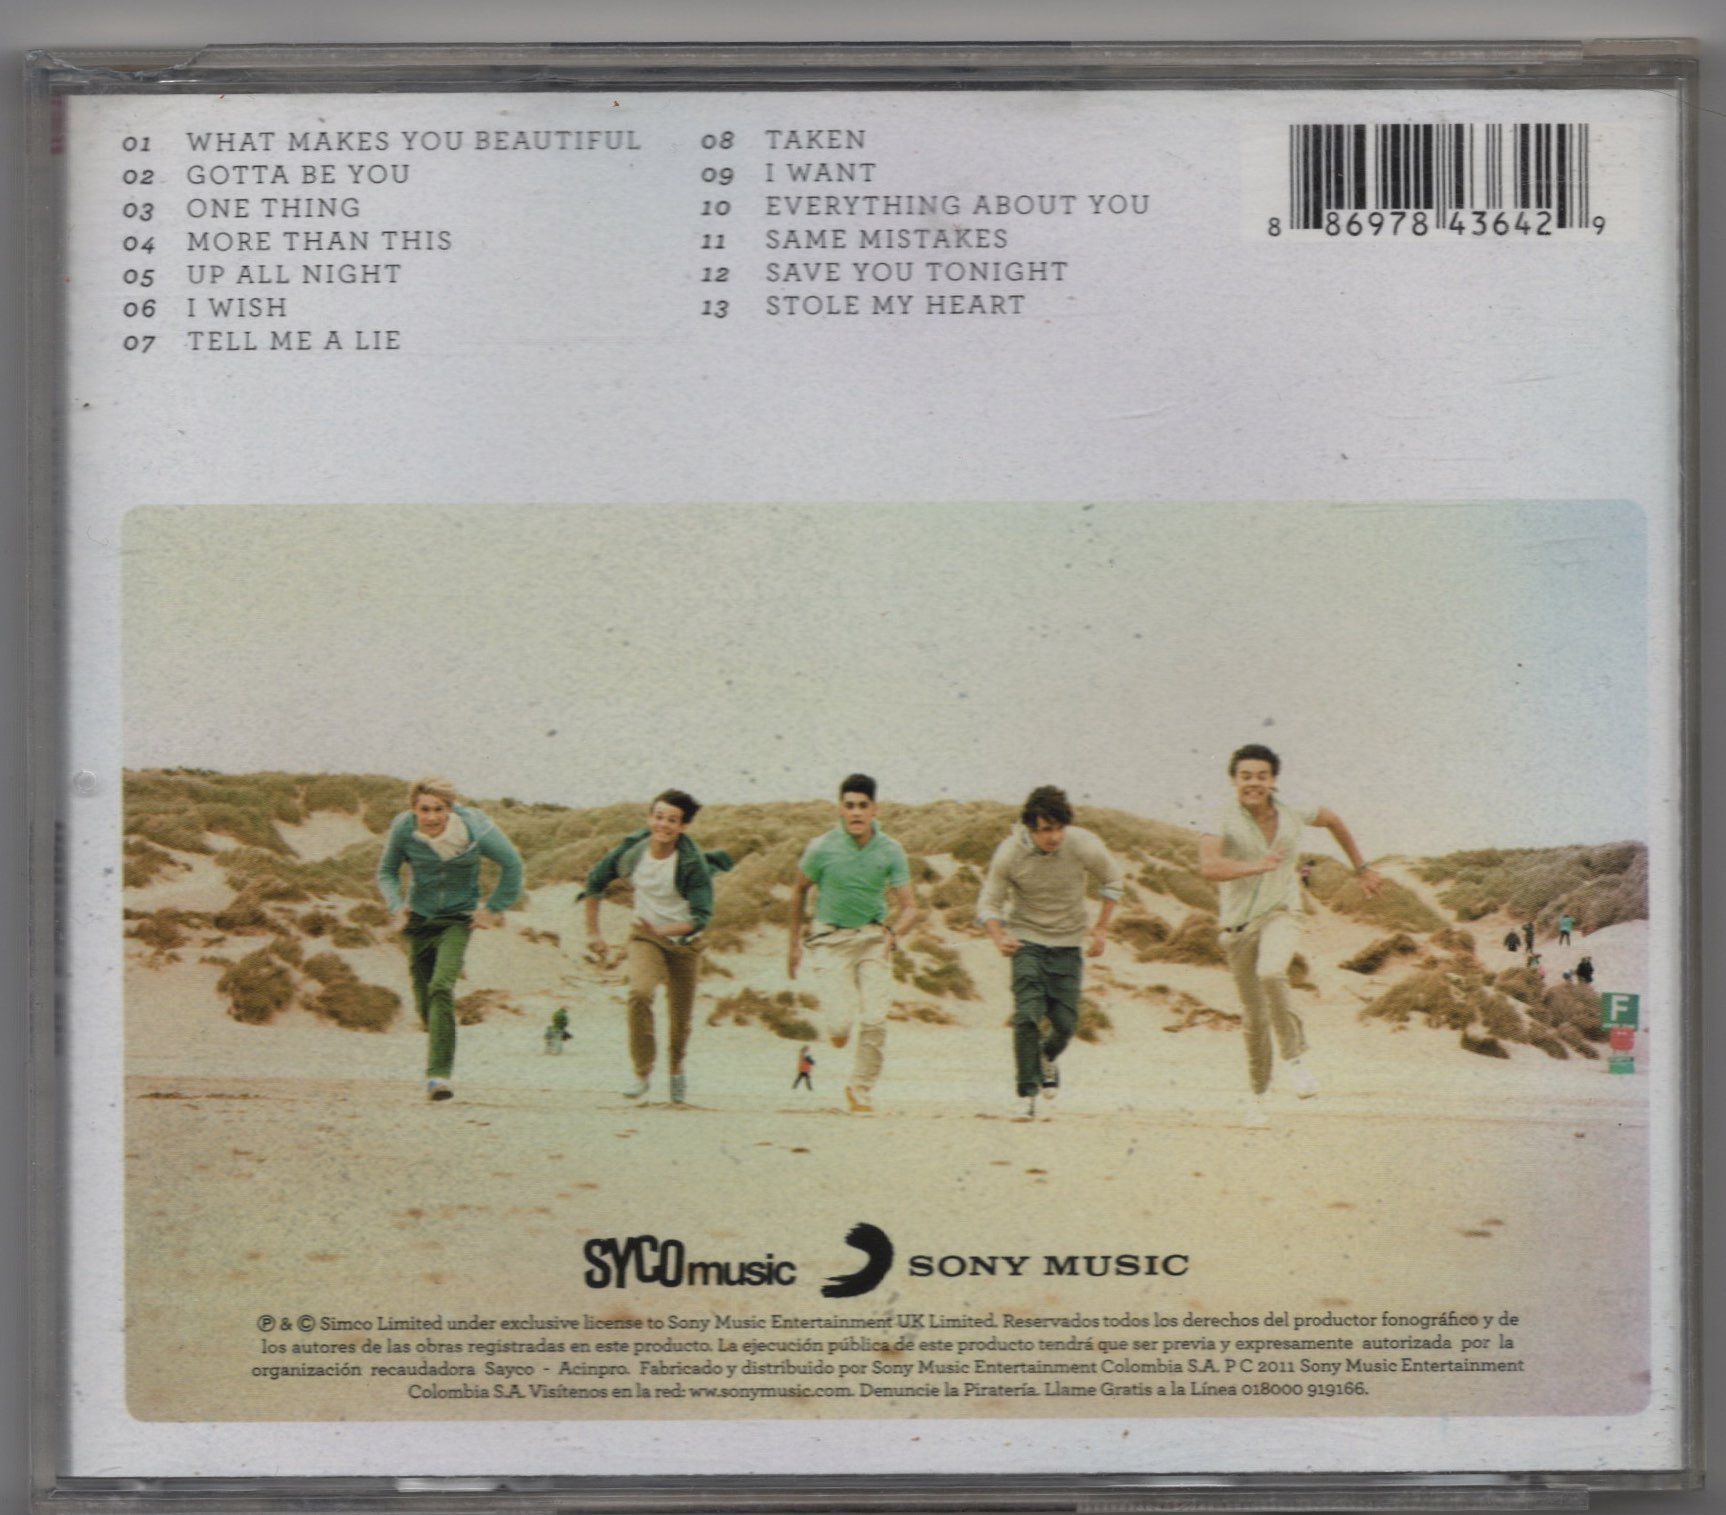 01 WHAT MAKES YOU BEAUTIFUL
02 GOTTA BE YOU
03 ONE THING
04 MORE THAN THIS
05 UP ALL NIGHT
06 I WISH
07 TELL ME A LIE
08 TAKEN
09 I WANT
10 EVERYTHING ABOUT YOU
11 SAME MISTAKES
12 SAVE YOU TONIGHT
13 STOLE MY HEART
8 86978 43642 9
F
SYCO music SONY MUSIC
℗ & © Simco Limited under exclusive license to Sony Music Entertainment UK Limited. Reservados todos los derechos del productor fonográfico y de
los autores de las obras registradas en este producto. La ejecución pública de este producto tendrá que ser previa y expresamente autorizada por la
organización recaudadora Sayco - Acinpro. Fabricado y distribuido por Sony Music Entertainment Colombia S.A. P C 2011 Sony Music Entertainment
Colombia S.A. Visítenos en la red: ww.sonymusic.com. Denuncie la Piratería. Llame Gratis a la Línea 018000 919166.